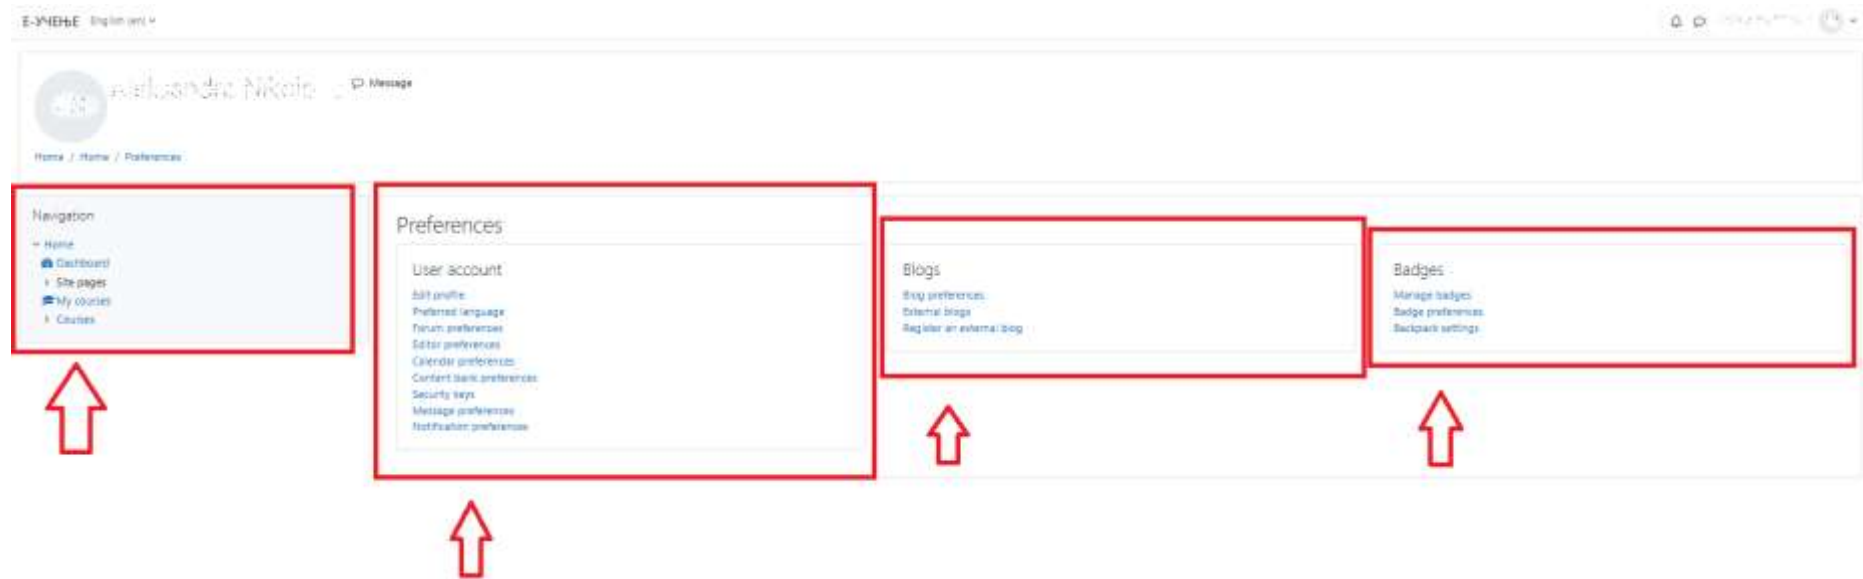 Е-УЧЕЊЕ English (en)
Message
Home / Home / Preferences
Navigation
Home
Dashboard
Site pages
My courses
Courses
Preferences
User account
Edit profile
Preferred language
Forum preferences
Editor preferences
Calendar preferences
Content bank preferences
Security keys
Message preferences
Notification preferences
Blogs
Blog preferences
External blogs
Register an external blog
Badges
Manage badges
Badge preferences
Backpack settings